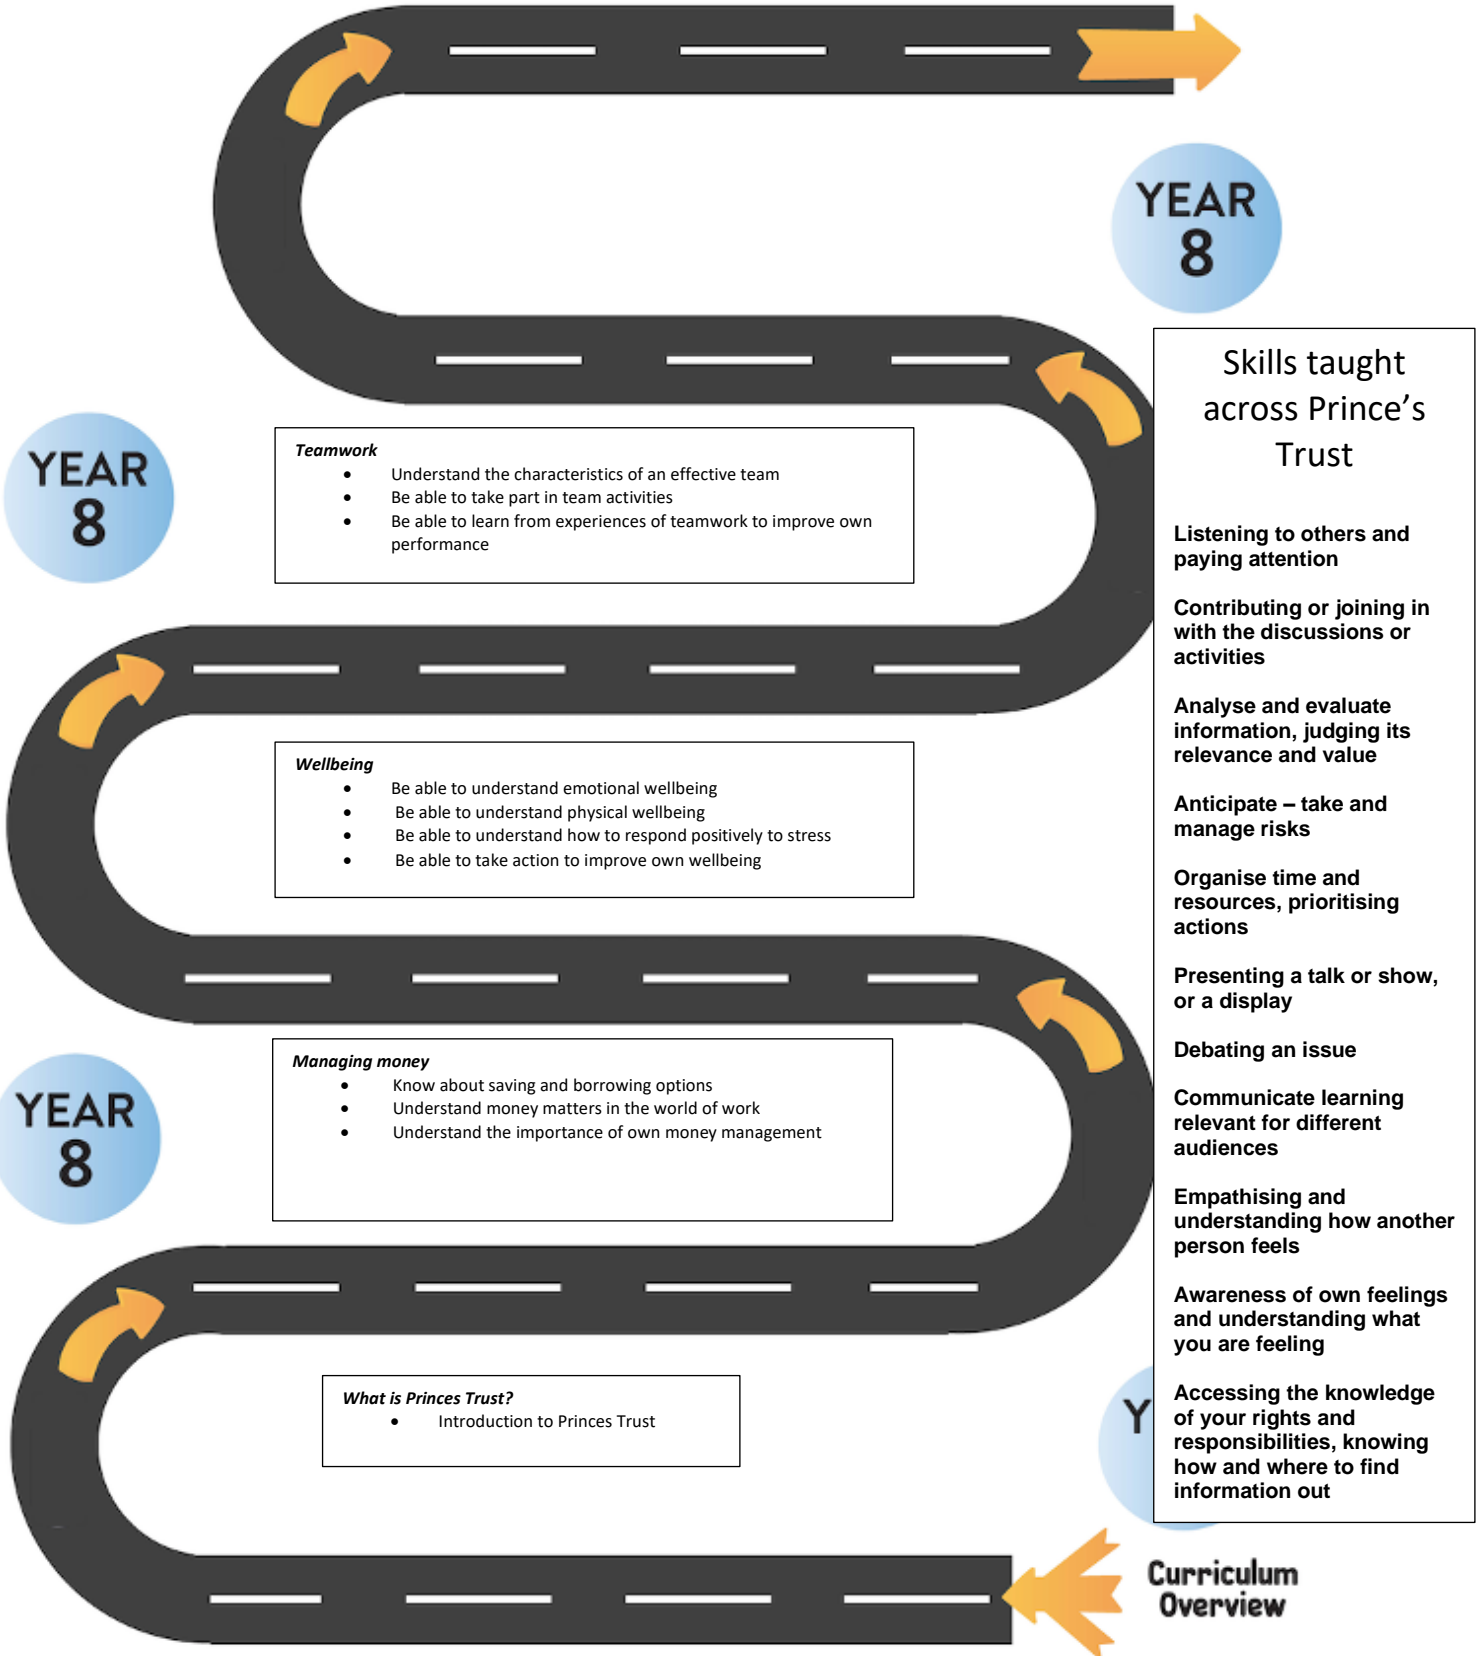 YEAR
8
Teamwork
• Understand the characteristics of an effective team
• Be able to take part in team activities
• Be able to learn from experiences of teamwork to improve own
performance
YEAR
8
Wellbeing
• Be able to understand emotional wellbeing
• Be able to understand physical wellbeing
• Be able to understand how to respond positively to stress
• Be able to take action to improve own wellbeing
Managing money
• Know about saving and borrowing options
• Understand money matters in the world of work
• Understand the importance of own money management
YEAR
8
What is Princes Trust?
• Introduction to Princes Trust
Skills taught
across Prince’s
Trust
Listening to others and
paying attention
Contributing or joining in
with the discussions or
activities
Analyse and evaluate
information, judging its
relevance and value
Anticipate – take and
manage risks
Organise time and
resources, prioritising
actions
Presenting a talk or show,
or a display
Debating an issue
Communicate learning
relevant for different
audiences
Empathising and
understanding how another
person feels
Awareness of own feelings
and understanding what
you are feeling
Accessing the knowledge
of your rights and
responsibilities, knowing
how and where to find
information out
Y
Curriculum
Overview